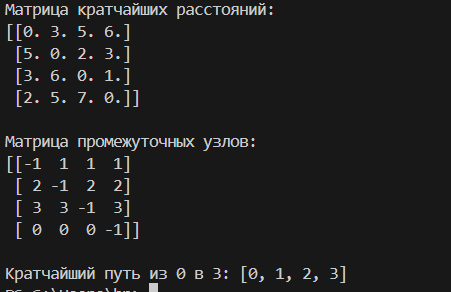 Матрица кратчайших расстояний:
[[0. 3. 5. 6.]
 [5. 0. 2. 3.]
 [3. 6. 0. 1.]
 [2. 5. 7. 0.]]
Матрица промежуточных узлов:
[[-1  1  1  1]
 [ 2 -1  2  2]
 [ 3  3 -1  3]
 [ 0  0  0 -1]]
Кратчайший путь из 0 в 3: [0, 1, 2, 3]